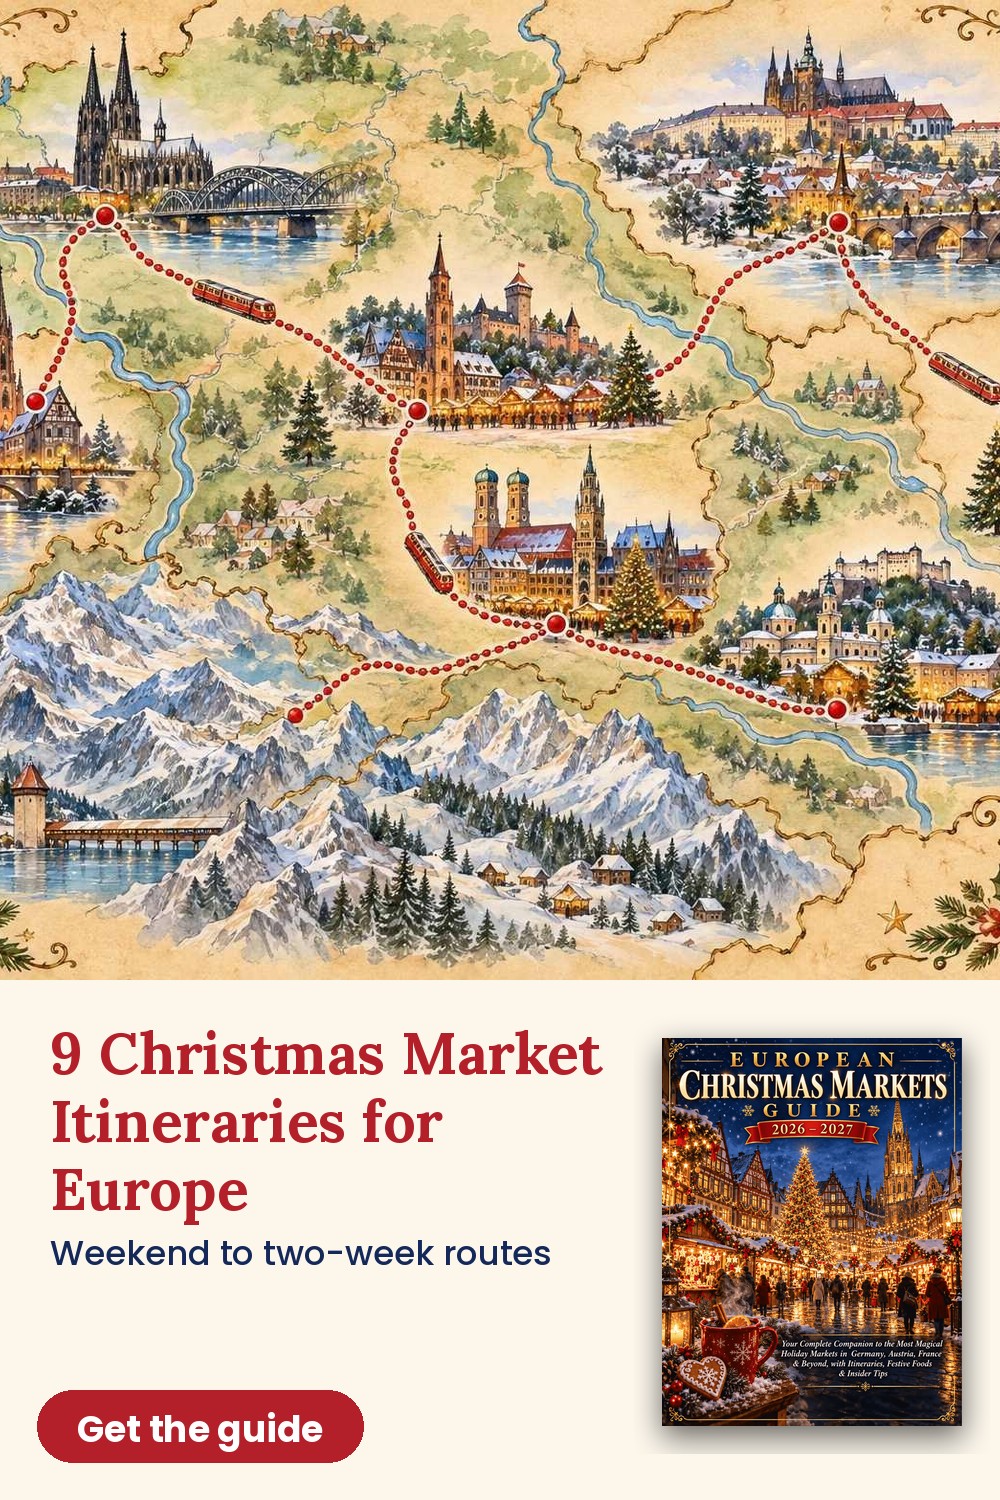 9 Christmas Market
Itineraries for
Europe
Weekend to two-week routes
Get the guide
EUROPEAN
CHRISTMAS MARKETS
GUIDE
2026 – 2027
Your Complete Companion to the Most Magical
Holiday Markets in Germany, Austria, France
& Beyond, with Itineraries, Festive Foods
& Insider Tips